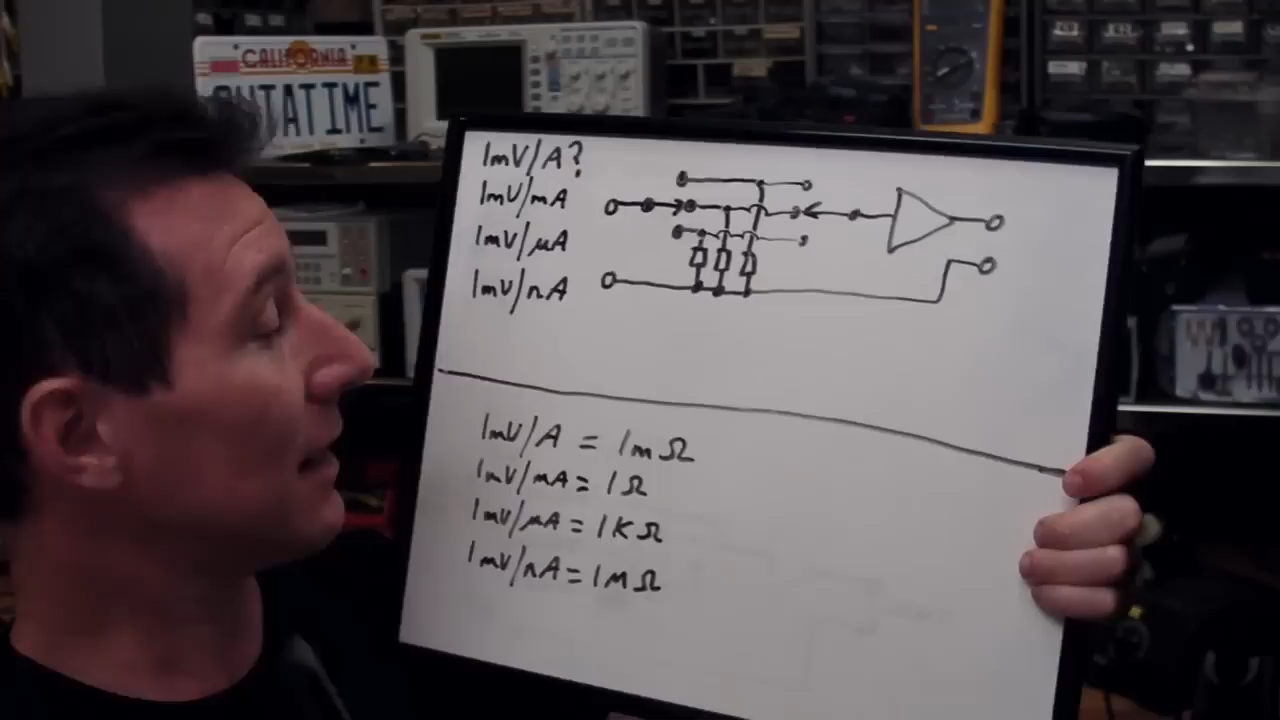 CALIFORNIA
OUTATIME
1mV/A?
1mV/mA
1mV/µA
1mV/nA
1mV/A = 1mΩ
1mV/mA = 1Ω
1mV/µA = 1KΩ
1mV/nA = 1MΩ